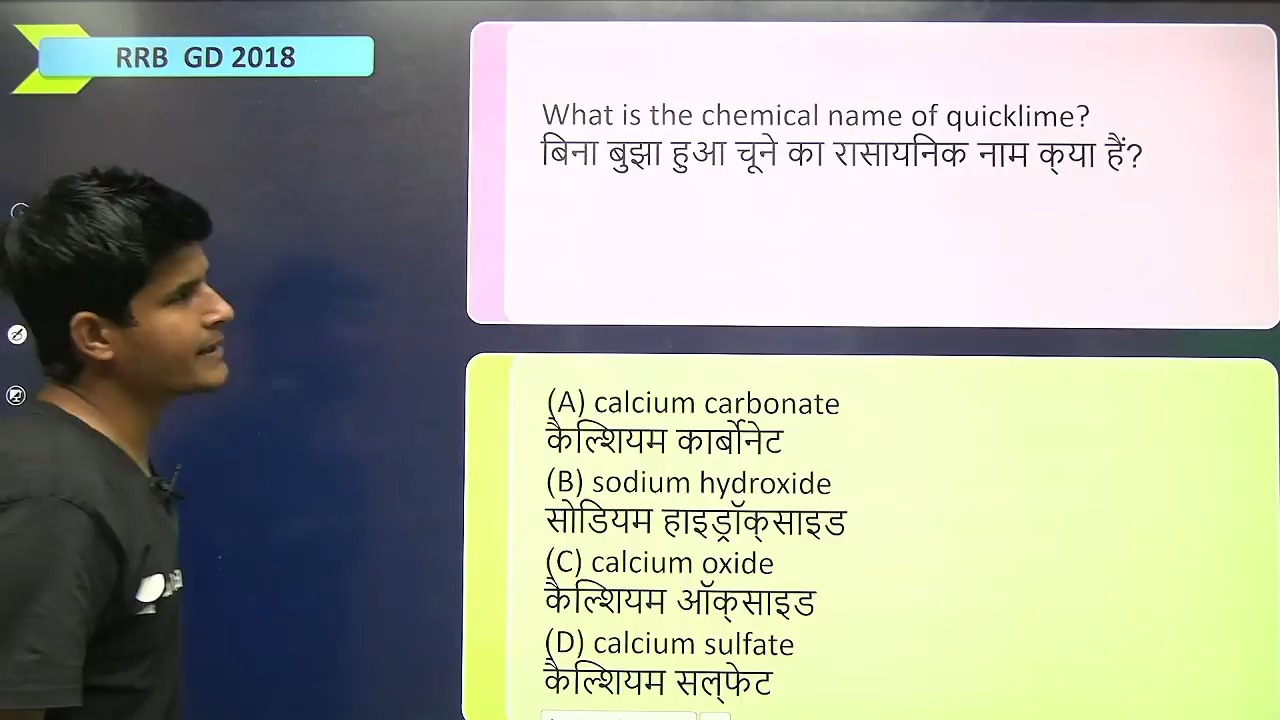 RRB GD 2018
What is the chemical name of quicklime?
बिना बुझा हुआ चूने का रासायनिक नाम क्या हैं?
(A) calcium carbonate
कैल्शियम कार्बोनेट
(B) sodium hydroxide
सोडियम हाइड्रॉक्साइड
(C) calcium oxide
कैल्शियम ऑक्साइड
(D) calcium sulfate
कैल्शियम सल्फेट